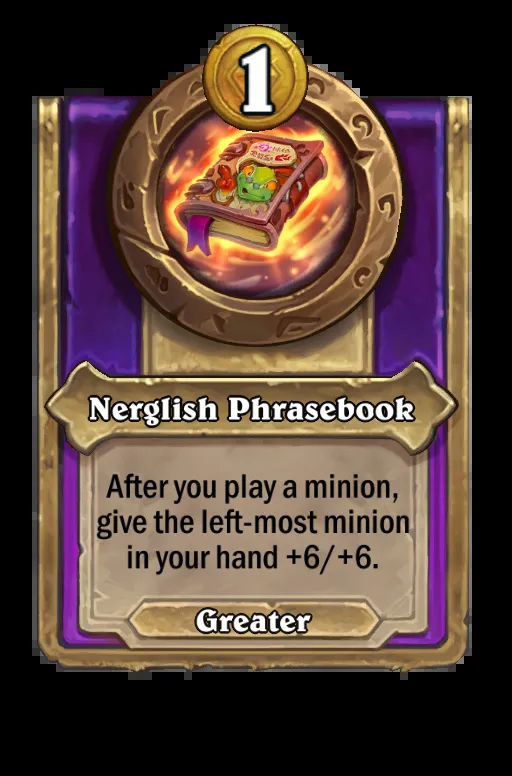 1
Nerglish Phrasebook
After you play a minion,
give the left-most minion
in your hand +6/+6.
Greater